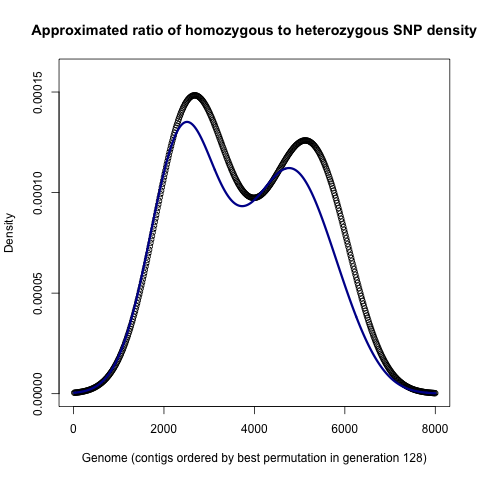 Approximated ratio of homozygous to heterozygous SNP density
Density
0.00015
0.00010
0.00005
0.00000
0 2000 4000 6000 8000
Genome (contigs ordered by best permutation in generation 128)